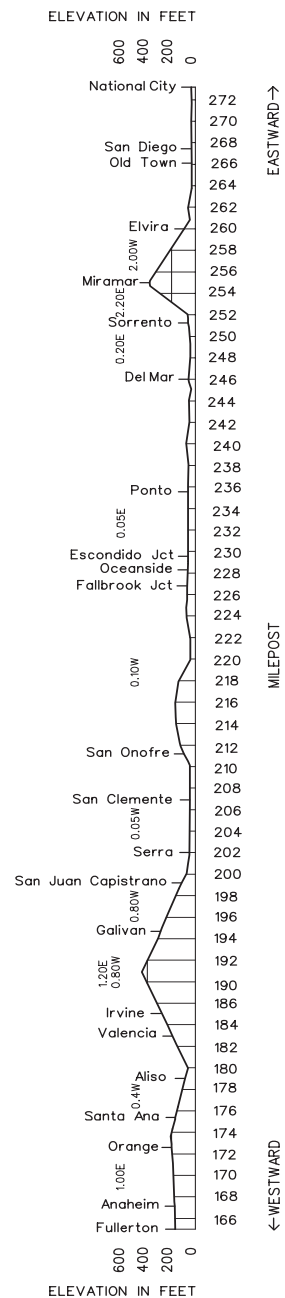 ELEVATION IN FEET
600 400 200 0
National City
272
EASTWARD→
270
San Diego 268
Old Town 266
264
262
Elvira 260
2.00W
258
256
Miramar
254
2.20E
252
Sorrento
250
0.20E
248
Del Mar 246
244
242
240
238
Ponto 236
234
0.05E
232
Escondido Jct 230
Oceanside 228
Fallbrook Jct
226
224
222
MILEPOST
220
0.10W
218
216
214
San Onofre 212
210
208
San Clemente
206
0.05W
204
Serra 202
San Juan Capistrano 200
198
0.80W
196
Galivan 194
192
1.20E
0.80W
190
186
Irvine
184
Valencia
182
180
Aliso
178
0.4W
176
Santa Ana
174
Orange 172
170
1.00E
168
Anaheim
166
Fullerton
←WESTWARD
600 400 200 0
ELEVATION IN FEET